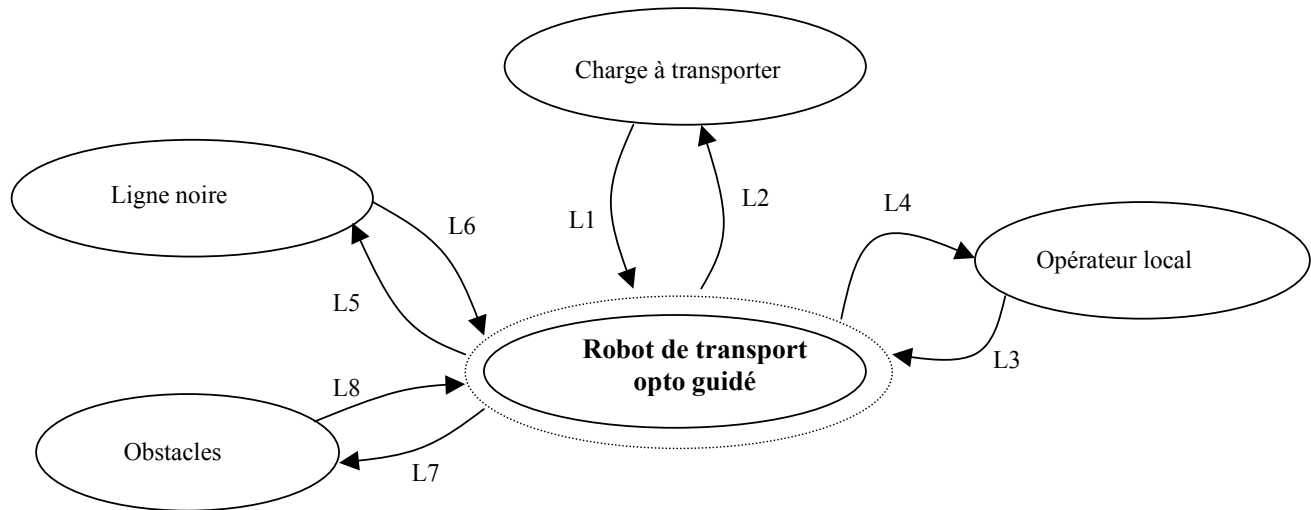 Charge à transporter
Ligne noire
L6
L1
L2
L4
Opérateur local
L5
L3
Robot de transport
opto guidé
L8
Obstacles
L7